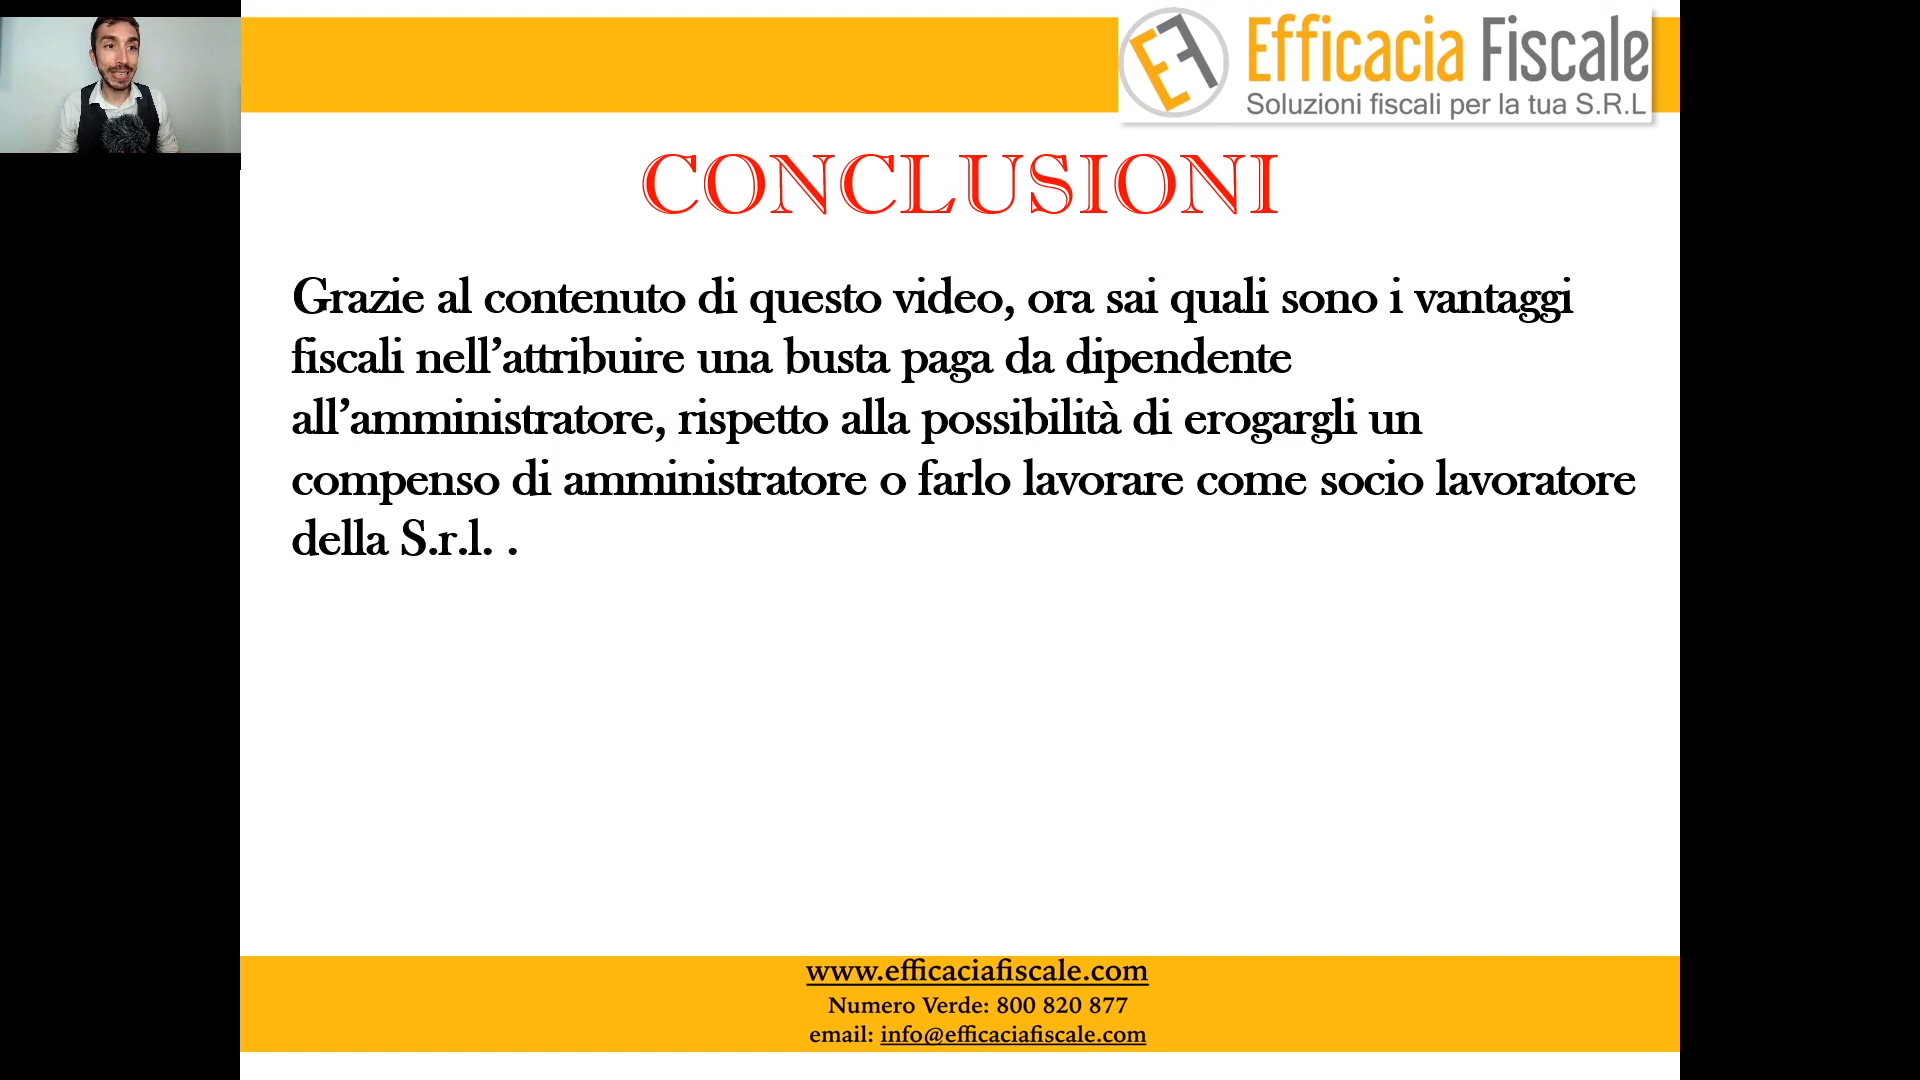 EF Efficacia Fiscale
Soluzioni fiscali per la tua S.R.L
CONCLUSIONI
Grazie al contenuto di questo video, ora sai quali sono i vantaggi
fiscali nell’attribuire una busta paga da dipendente
all’amministratore, rispetto alla possibilità di erogargli un
compenso di amministratore o farlo lavorare come socio lavoratore
della S.r.l. .
www.efficaciafiscale.com
Numero Verde: 800 820 877
email: info@efficaciafiscale.com